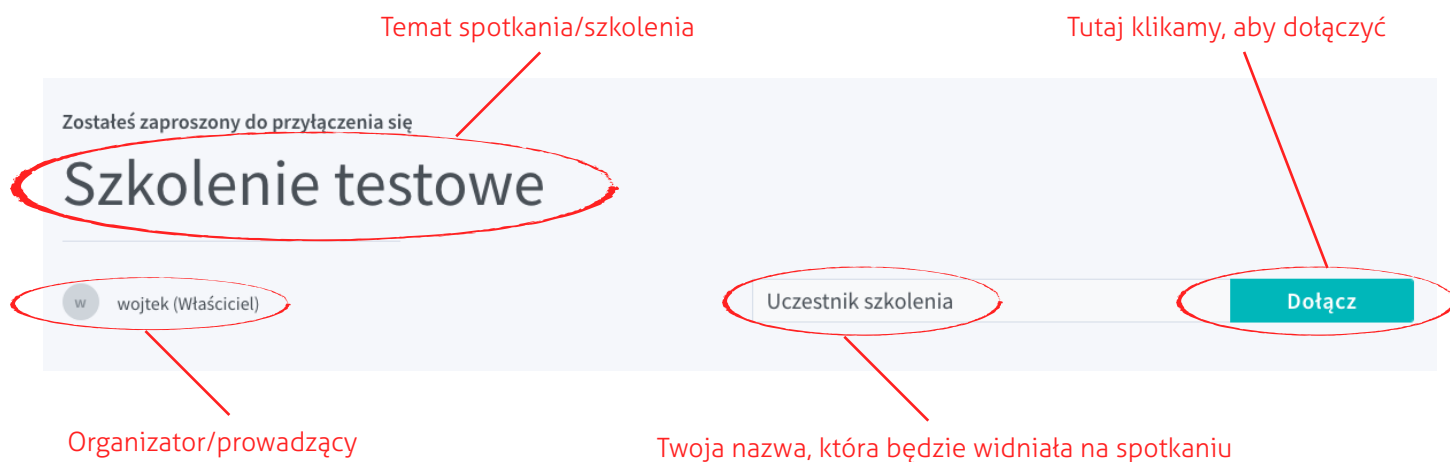 Temat spotkania/szkolenia
Tutaj klikamy, aby dołączyć
Zostałeś zaproszony do przyłączenia się
Szkolenie testowe
w
wojtek (Właściciel)
Uczestnik szkolenia
Dołącz
Organizator/prowadzący
Twoja nazwa, która będzie widniała na spotkaniu